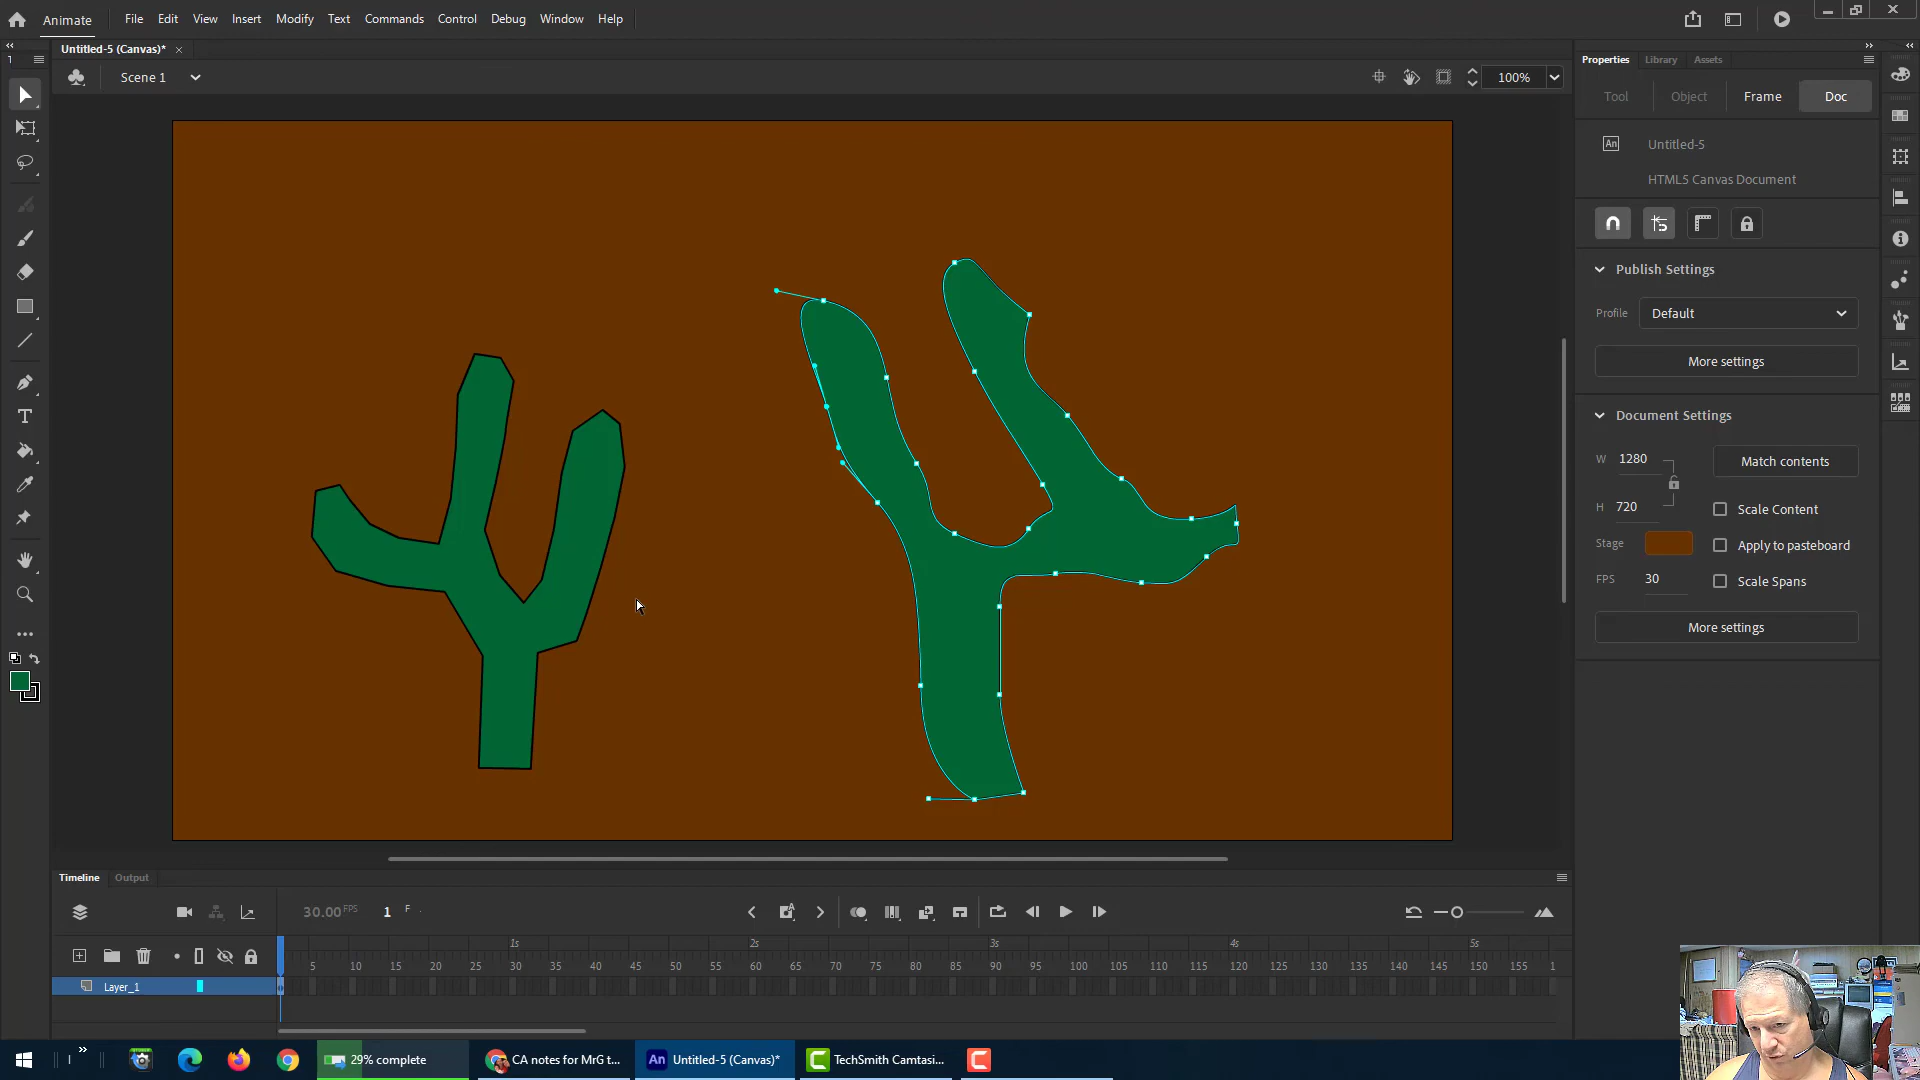 Animate File Edit View Insert Modify Text Commands Control Debug Window Help
Untitled-5 (Canvas)* ×
Scene 1 100%
Properties Library Assets
Tool Object Frame Doc
An Untitled-5
HTML5 Canvas Document
Publish Settings
Profile Default
More settings
Document Settings
W 1280 Match contents
H 720 Scale Content
Stage Apply to pasteboard
FPS 30 Scale Spans
More settings
Timeline Output
30.00 FPS 1 F
1s 2s 3s 4s 5s
5 10 15 20 25 30 35 40 45 50 55 60 65 70 75 80 85 90 95 100 105 110 115 120 125 130 135 140 145 150 155 1
Layer_1
29% complete CA notes for MrG t... An Untitled-5 (Canvas)* TechSmith Camtasi...